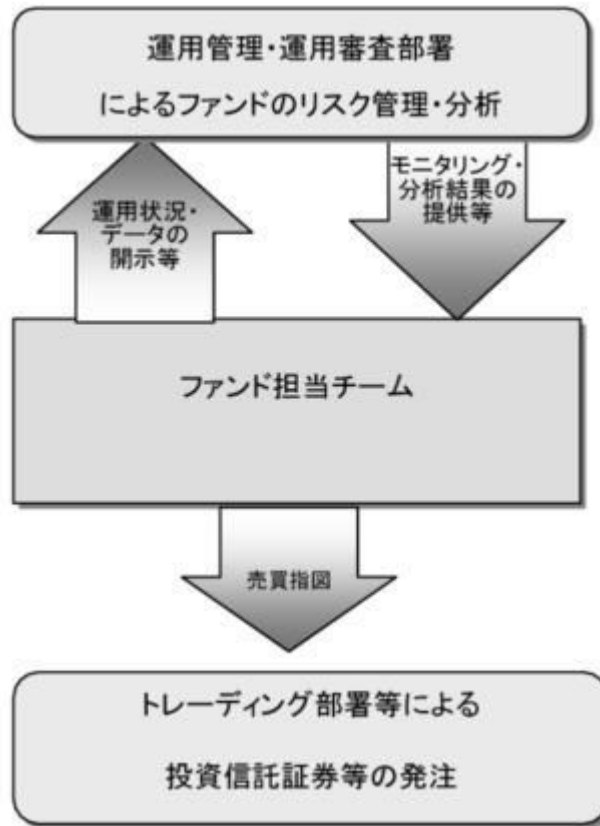 運用管理・運用審査部署
によるファンドのリスク管理・分析
運用状況・
データの
開示等
モニタリング・
分析結果の
提供等
ファンド担当チーム
売買指図
トレーディング部署等による
投資信託証券等の発注